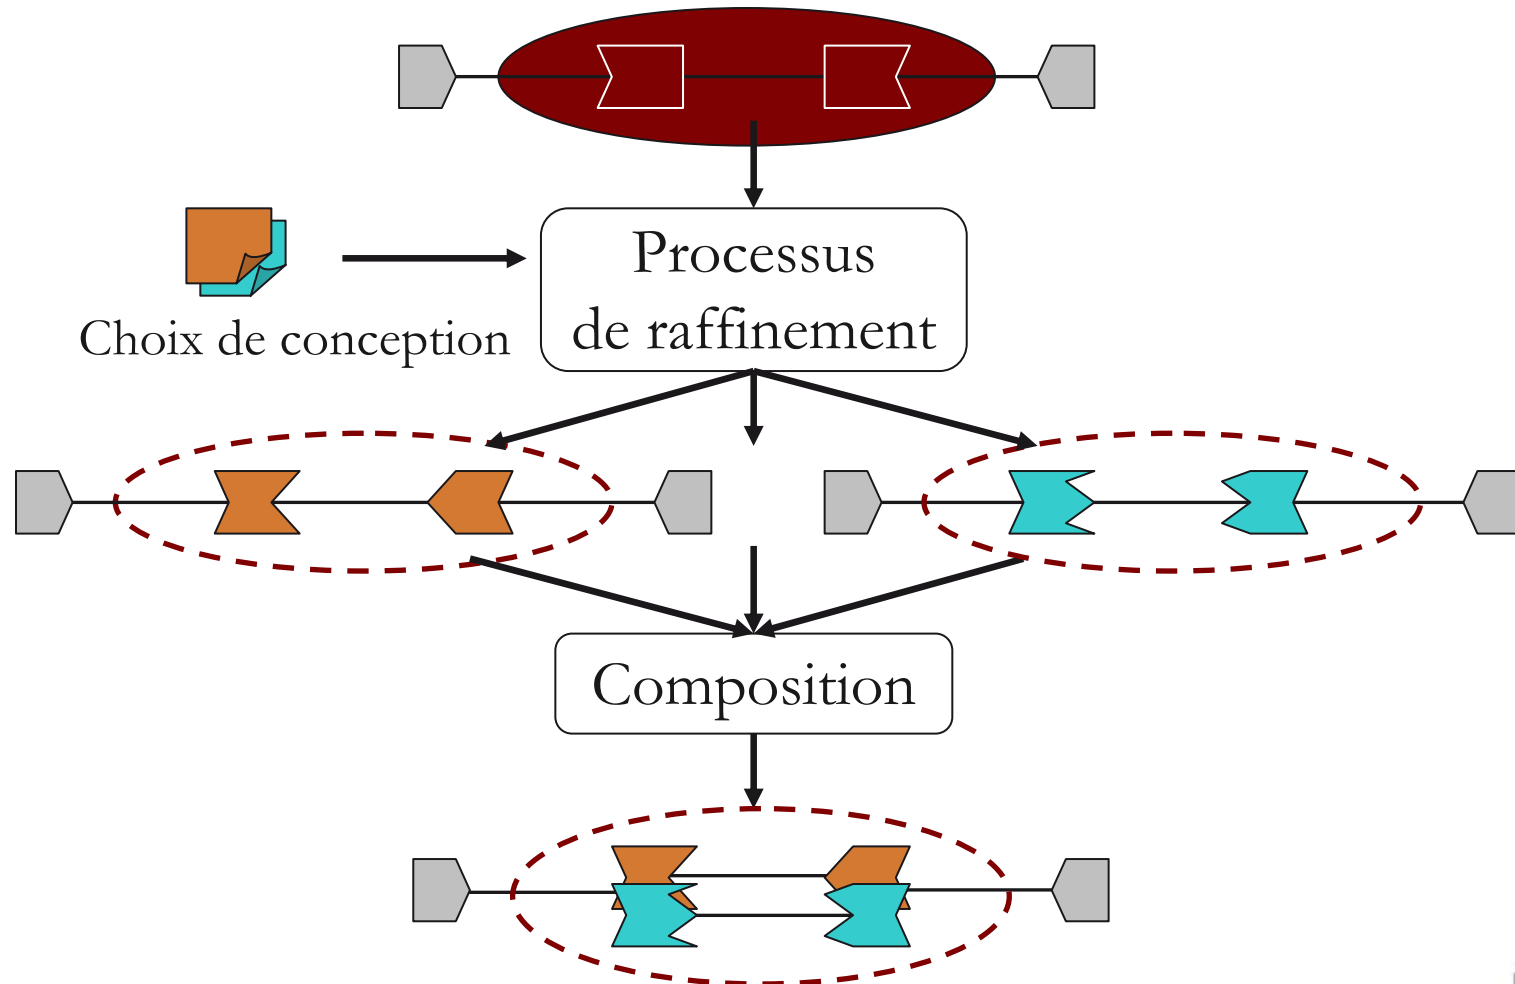 Processus
de raffinement
Choix de conception
Composition